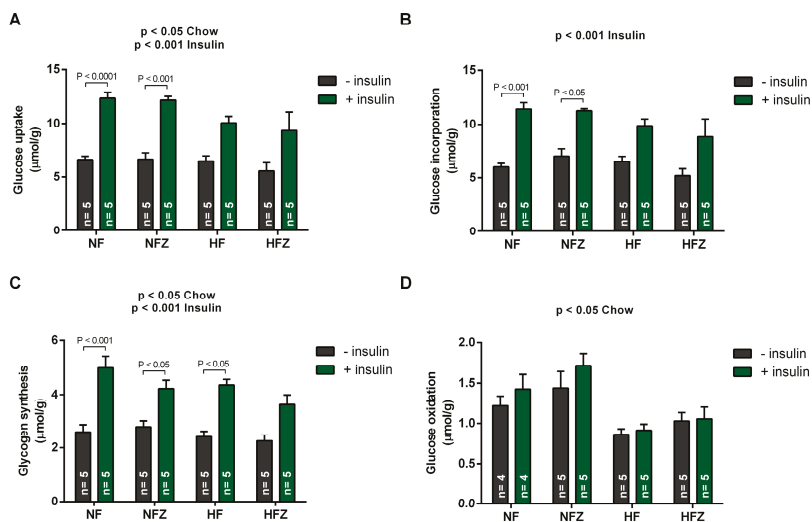 A
p < 0.05 Chow
p < 0.001 Insulin
Glucose uptake
(µmol/g)
15
10
5
0
P < 0.0001
P < 0.001
n= 5
n= 5
n= 5
n= 5
n= 5
n= 5
n= 5
n= 5
NF
NFZ
HF
HFZ
- insulin
+ insulin
B
p < 0.001 Insulin
Glucose incorporation
(µmol/g)
15
10
5
0
P < 0.001
P < 0.05
n= 5
n= 5
n= 5
n= 5
n= 5
n= 5
n= 5
n= 5
NF
NFZ
HF
HFZ
- insulin
+ insulin
C
p < 0.05 Chow
p < 0.001 Insulin
Glycogen synthesis
(µmol/g)
6
4
2
0
P < 0.001
P < 0.05
P < 0.05
n= 5
n= 5
n= 5
n= 5
n= 5
n= 5
n= 5
n= 5
NF
NFZ
HF
HFZ
- insulin
+ insulin
D
p < 0.05 Chow
Glucose oxidation
(µmol/g)
2.0
1.5
1.0
0.5
0.0
n= 4
n= 4
n= 5
n= 5
n= 5
n= 5
n= 5
n= 5
NF
NFZ
HF
HFZ
- insulin
+ insulin